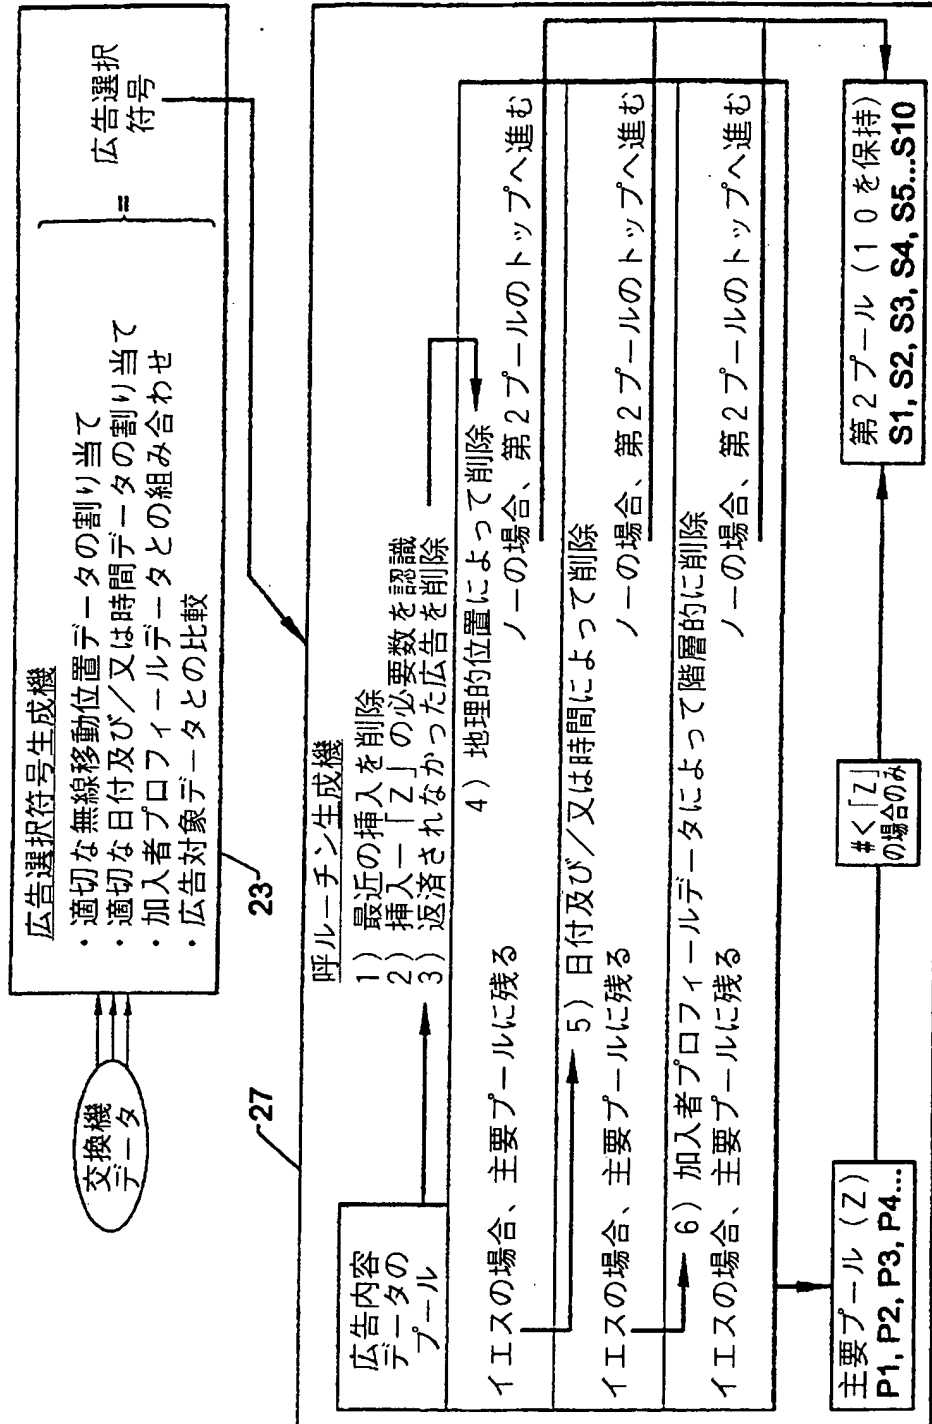 交換機
データ
広告選択符号生成機
・適切な無線移動位置データの割り当て
・適切な日付及び／又は時間データの割り当て
・加入者プロフィールデータとの組み合わせ
・広告対象データとの比較
=
広告選択
符号
23
27
呼ルーチン生成機
1）最近の挿入を削除
2）挿入―「Z」の必要数を認識
3）返済されなかった広告を削除
広告内容
データの
プール
4）地理的位置によって削除
イエスの場合、主要プールに残る
ノーの場合、第2プールのトップへ進む
5）日付及び／又は時間によって削除
イエスの場合、主要プールに残る
ノーの場合、第2プールのトップへ進む
6）加入者プロフィールデータによって階層的に削除
イエスの場合、主要プールに残る
ノーの場合、第2プールのトップへ進む
主要プール（Z）
P1, P2, P3, P4...
#<「Z」
の場合のみ
第2プール（10を保持）
S1, S2, S3, S4, S5...S10